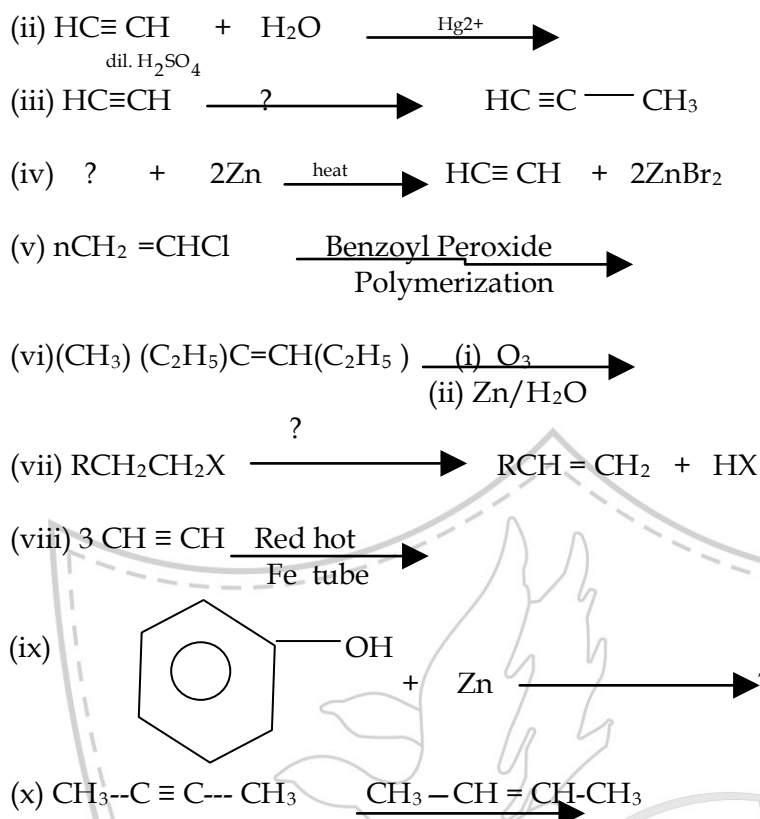 (ii) HC≡ CH + H₂O Hg2+
dil. H₂SO₄
(iii) HC≡CH ? HC ≡C — CH₃
(iv) ? + 2Zn heat HC≡ CH + 2ZnBr₂
(v) nCH₂ =CHCl Benzoyl Peroxide
Polymerization
(vi)(CH₃) (C₂H₅)C=CH(C₂H₅ ) (i) O₃
(ii) Zn/H₂O
?
(vii) RCH₂CH₂X RCH = CH₂ + HX
(viii) 3 CH ≡ CH Red hot
Fe tube
(ix) OH
+ Zn
(x) CH₃--C ≡ C--- CH₃ CH₃ – CH = CH-CH₃